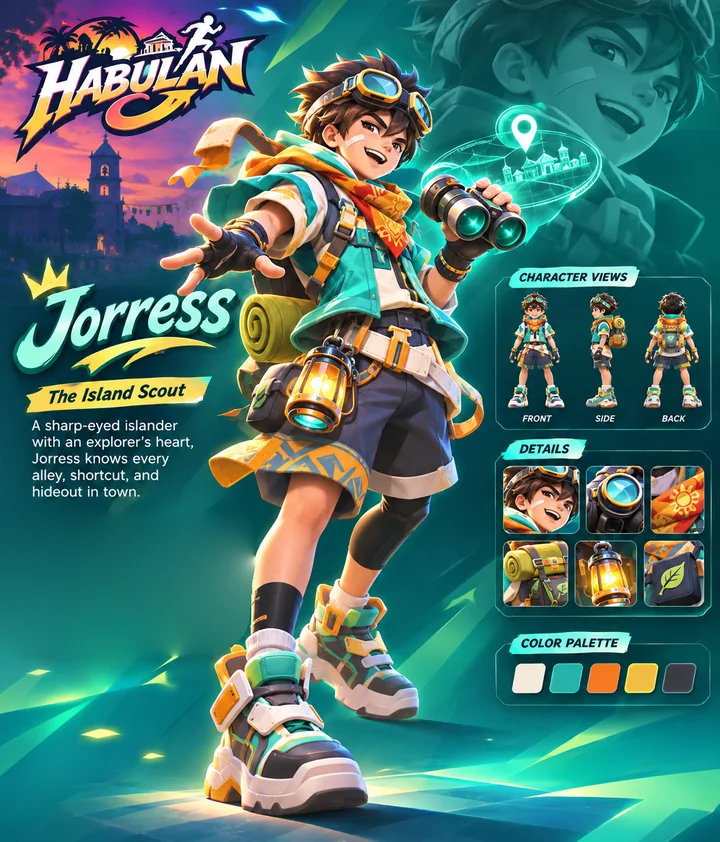 HABULAN
Jorress
The Island Scout
A sharp-eyed islander
with an explorer's heart,
Jorress knows every
alley, shortcut, and
hideout in town.
CHARACTER VIEWS
FRONT
SIDE
BACK
DETAILS
COLOR PALETTE